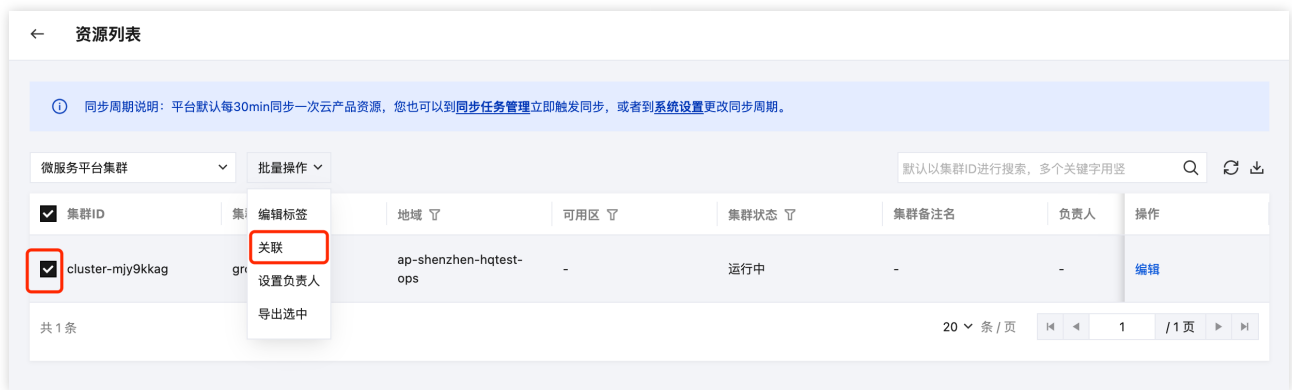 资源列表
同步周期说明：平台默认每30min同步一次云产品资源，您也可以到同步任务管理立即触发同步，或者到系统设置更改同步周期。
微服务平台集群 批量操作 默认以集群ID进行搜索，多个关键字用竖
集群ID 集 编辑标签 地域 可用区 集群状态 集群备注名 负责人 操作
关联
cluster-mjy9kkag gro ap-shenzhen-hqtest-ops - 运行中 - - 编辑
设置负责人
导出选中
共 1 条 20 条 / 页 1 / 1 页